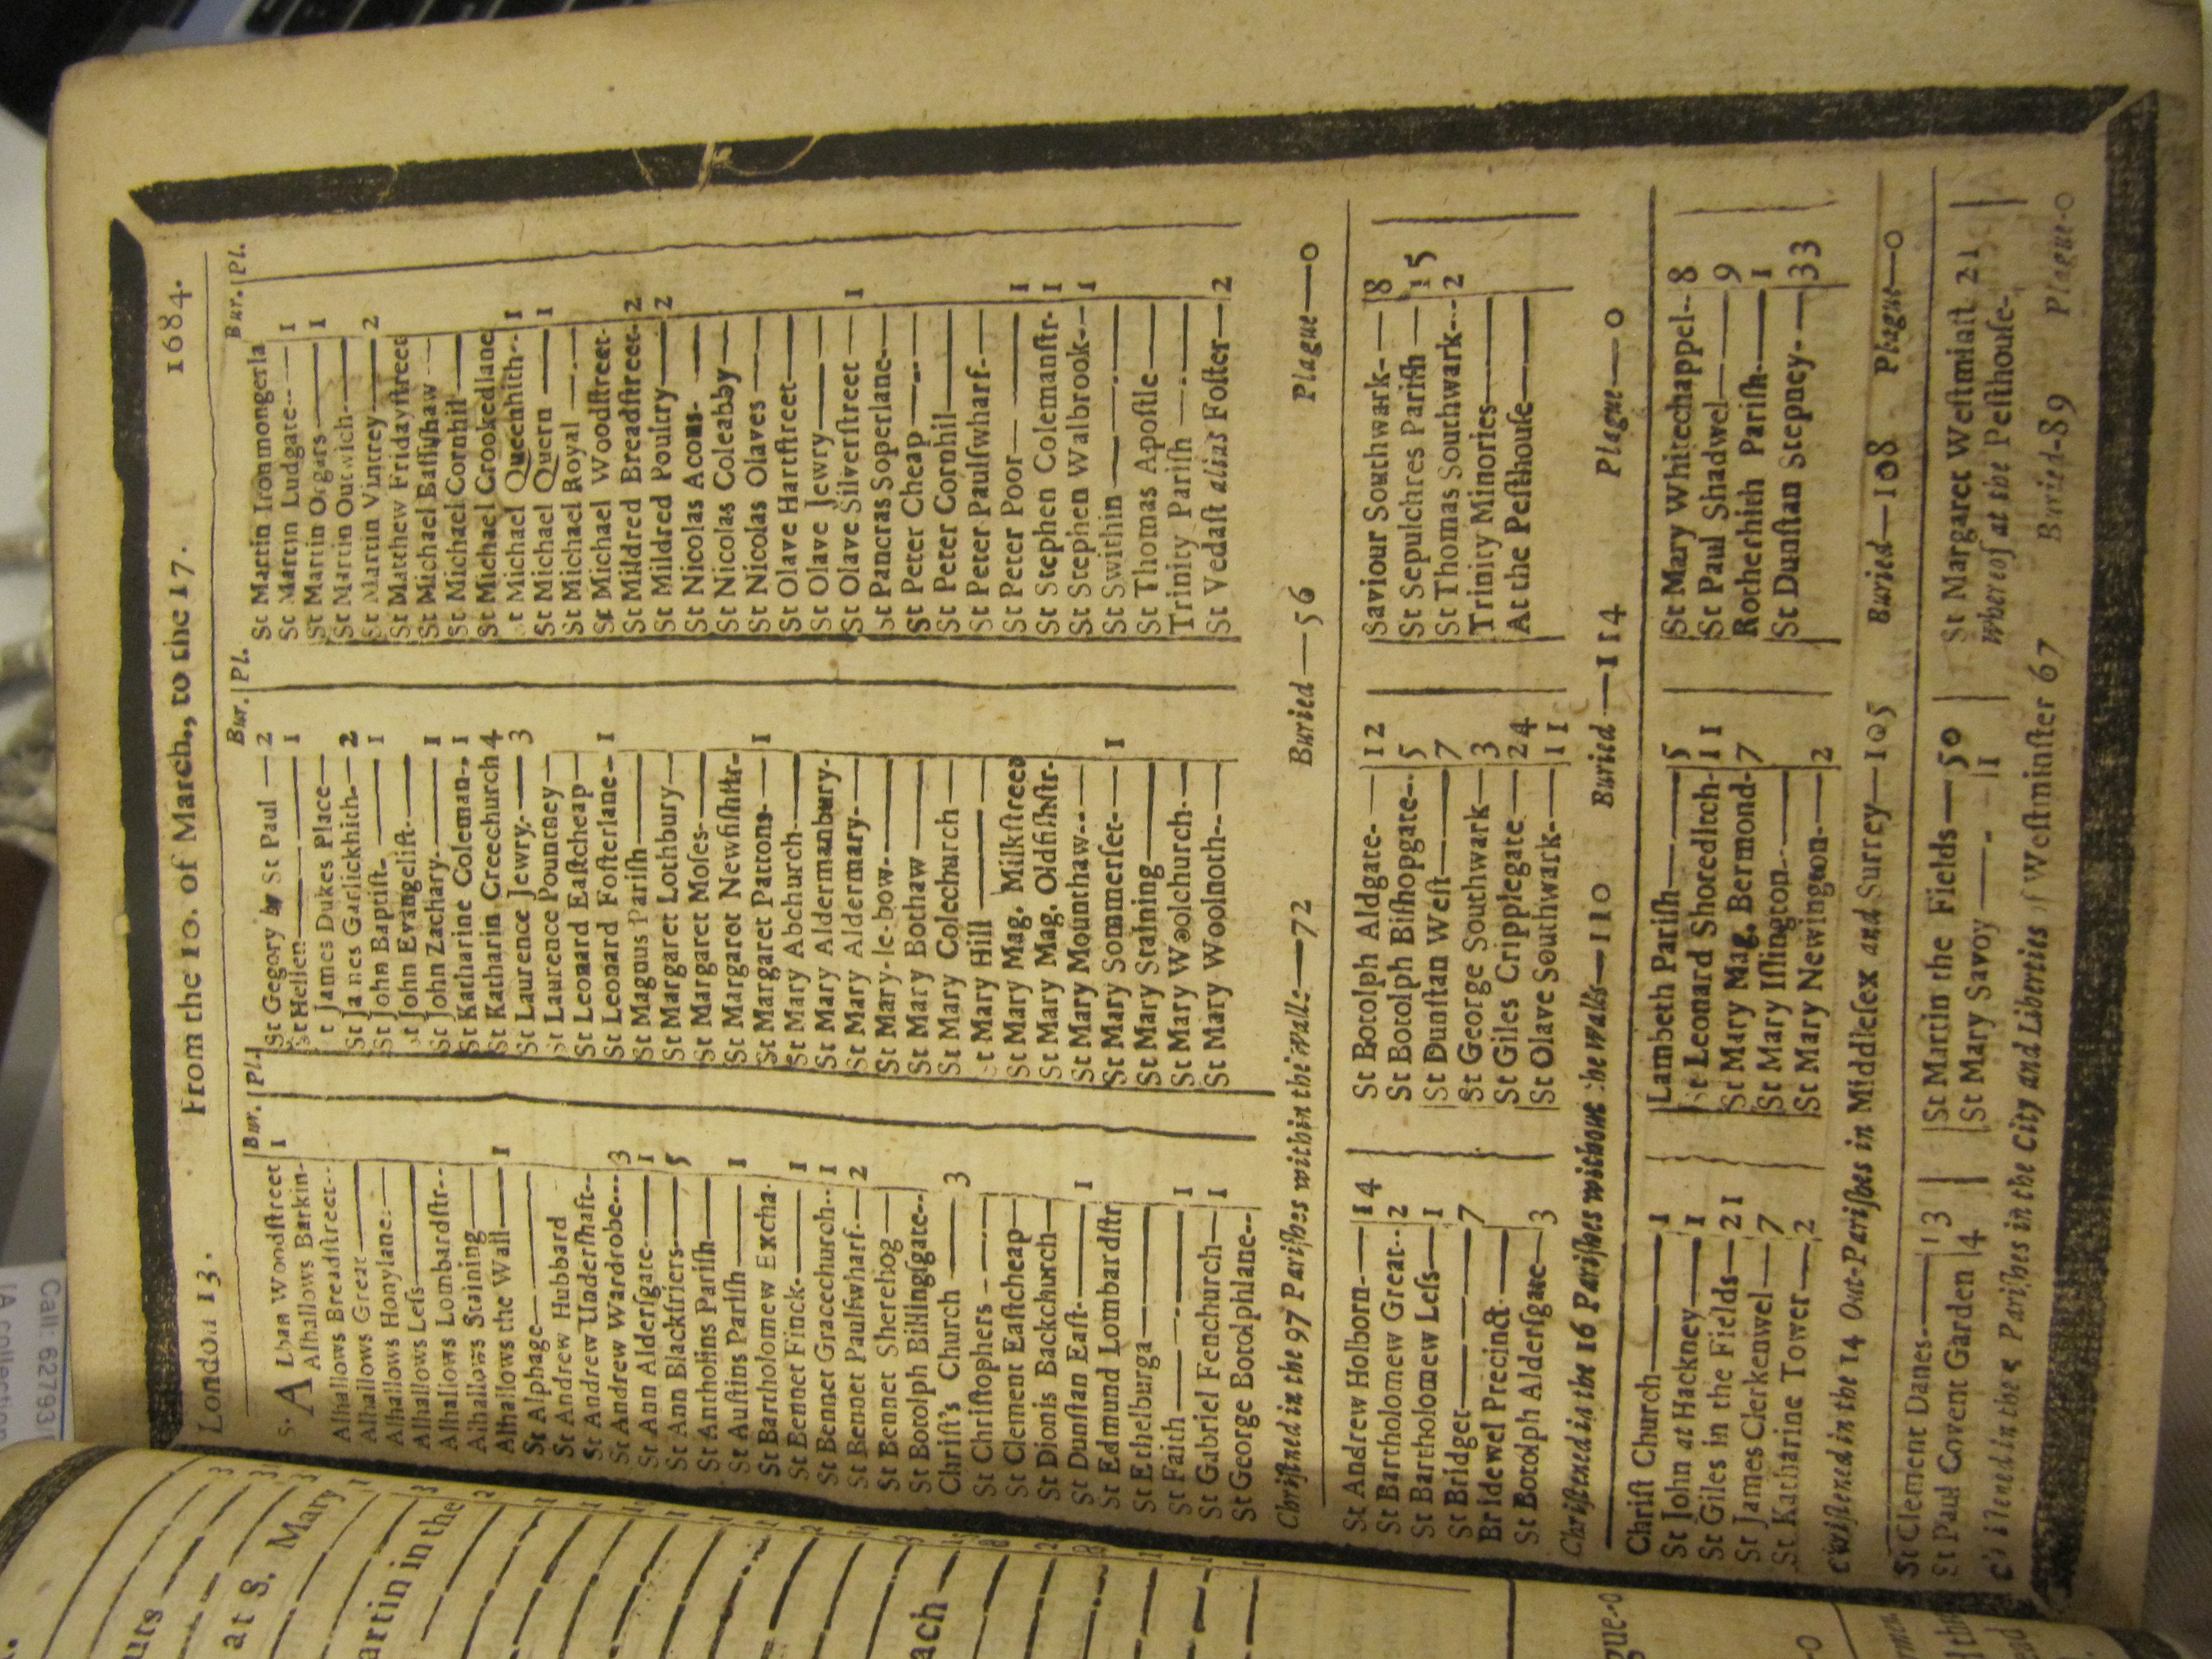 London 13. From the 10. of March, to the 17. 1684.
Bur. Pl.
S. ALban Woodſtreet 1
Alhallows Barkin-
Alhallows Breadſtreet--
Alhallows Great
Alhallows Honylane
Alhallows Leſs
Alhallows Lombardſtr--
Alhallows Staining
Alhallows the Wall 1
St Alphage
St Andrew Hubbard
St Andrew Underſhaft--
St Andrew Wardrobe--- 3
St Ann Alderſgate 1
St Ann Blackfriers 5
St Antholins Pariſh
St Auſtins Pariſh 1
St Bartholomew Excha.
St Bennet Finck- 1
St Bennet Gracechurch-- 1
St Bennet Paulſwharf- 2
St Bennet Sherehog
St Botolph Billingſgate--
Chriſt's Church 3
St Chriſtophers
St Clement Eaſtcheap
St Dionis Backchurch
St Dunſtan Eaſt- 1
St Edmund Lombardſtr
St Ethelburga
St Faith 1
St Gabriel Fenchurch 1
St George Botolphlane--
Bur. Pl.
St Gegory by St Paul 2
St Hellen 1
St James Dukes Place
St James Garlickhith- 2
St John Baptiſt- 1
St John Evangeliſt-
St John Zachary- 1
St Katharine Coleman-- 1
St Katharin Creechurch 4
St Laurence Jewry- 3
St Laurence Pountney
St Leonard Eaſtcheap
St Leonard Foſterlane- 1
St Magnus Pariſh
St Margaret Lothbury
St Margaret Moſes
St Margaret Newfiſhſtr-
St Margaret Pattons- 1
St Mary Abchurch
St Mary Aldermanbury-
St Mary Aldermary-
St Mary-le-bow-
St Mary Bothaw
St Mary Colechurch
St Mary Hill
St Mary Mag. Milkſtreet
St Mary Mag. Oldfiſhſtr-
St Mary Mounthaw--
St Mary Sommerſet- 1
St Mary Staining
St Mary Woolchurch-
St Mary Woolnoth--
Bur. Pl.
St Martin Ironmongerla
St Martin Ludgate-- 1
St Martin Orgars 1
St Martin Outwich-
St Martin Vintrey 2
St Matthew Fridayſtreet
St Michael Baſſiſhaw
St Michael Cornhil
St Michael Crookedlane
St Michael Queenhith-- 1
St Michael Quern 1
St Michael Royal
St Michael Woodſtreet-
St Mildred Breadſtreet- 2
St Mildred Poultry 2
St Nicolas Acons-
St Nicolas Coleabby
St Nicolas Olaves
St Olave Hartſtreet
St Olave Jewry
St Olave Silverſtreet 1
St Pancras Soperlane-
St Peter Cheap
St Peter Cornhil
St Peter Paulſwharf-
St Peter Poor 1
St Stephen Colemanſtr- 1
St Stephen Walbrook-- 1
St Swithin
St Thomas Apoſtle
Trinity Pariſh
St Vedaſt alias Foſter 2
Chriſtned in the 97 Pariſhes within the Walls—72 Buried—56 Plague—0
St Andrew Holborn- 14
St Bartholomew Great-- 2
St Bartholomew Leſs 1
St Bridget 7
Bridewel Precinct
St Botolph Alderſgate 3
St Botolph Aldgate- 12
St Botolph Biſhopgate-- 5
St Dunſtan Weſt 7
St George Southwark 3
St Giles Cripplegate 24
St Olave Southwark- 11
Saviour Southwark- 18
St Sepulchres Pariſh 15
St Thomas Southwark-- 2
Trinity Minories
At the Peſthouſe
Chriſtened in the 16 Pariſhes without the Walls—110 Buried—114 Plague—0
Chriſt Church 1
St John at Hackney 1
St Giles in the Fields 21
St James Clerkenwel 7
St Katharine Tower 2
Lambeth Pariſh 5
St Leonard Shoreditch- 11
St Mary Mag. Bermond- 7
St Mary Iſlington
St Mary Newington- 2
St Mary Whitechappel-- 8
St Paul Shadwel 9
Rotherhith Pariſh 1
St Dunſtan Stepney- 33
Chriſtened in the 14 Out-Pariſhes in Middleſex and Surrey—105 Buried—108 Plague—0
St Clement Danes- 13
St Paul Covent Garden 4
St Martin the Fields 50
St Mary Savoy 1
St Margaret Weſtminſt 21
Whereof at the Peſthouſe-
Chriſtened in the 5 Pariſhes in the City and Liberties of Weſtminſter 67 Buried-89 Plague-0
at S. Mary
artin in the
ach
Call: 62793